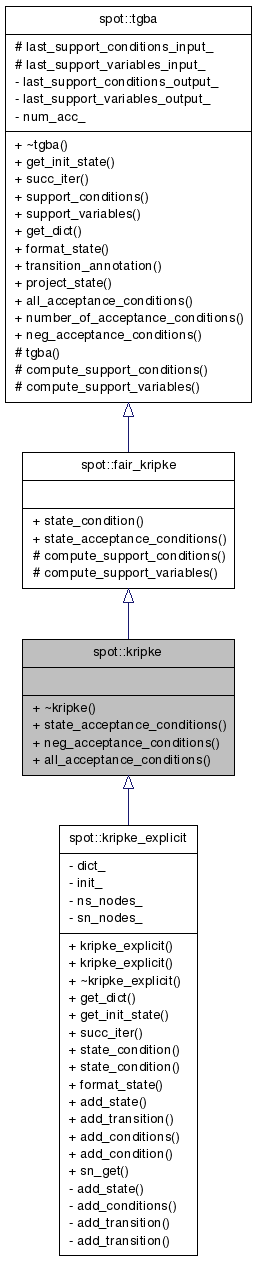 spot::tgba
# last_support_conditions_input_
# last_support_variables_input_
- last_support_conditions_output_
- last_support_variables_output_
- num_acc_
+ ~tgba()
+ get_init_state()
+ succ_iter()
+ support_conditions()
+ support_variables()
+ get_dict()
+ format_state()
+ transition_annotation()
+ project_state()
+ all_acceptance_conditions()
+ number_of_acceptance_conditions()
+ neg_acceptance_conditions()
# tgba()
# compute_support_conditions()
# compute_support_variables()
spot::fair_kripke
+ state_condition()
+ state_acceptance_conditions()
# compute_support_conditions()
# compute_support_variables()
spot::kripke
+ ~kripke()
+ state_acceptance_conditions()
+ neg_acceptance_conditions()
+ all_acceptance_conditions()
spot::kripke_explicit
- dict_
- init_
- ns_nodes_
- sn_nodes_
+ kripke_explicit()
+ kripke_explicit()
+ ~kripke_explicit()
+ get_dict()
+ get_init_state()
+ succ_iter()
+ state_condition()
+ state_condition()
+ format_state()
+ add_state()
+ add_transition()
+ add_conditions()
+ add_condition()
+ sn_get()
- add_state()
- add_conditions()
- add_transition()
- add_transition()